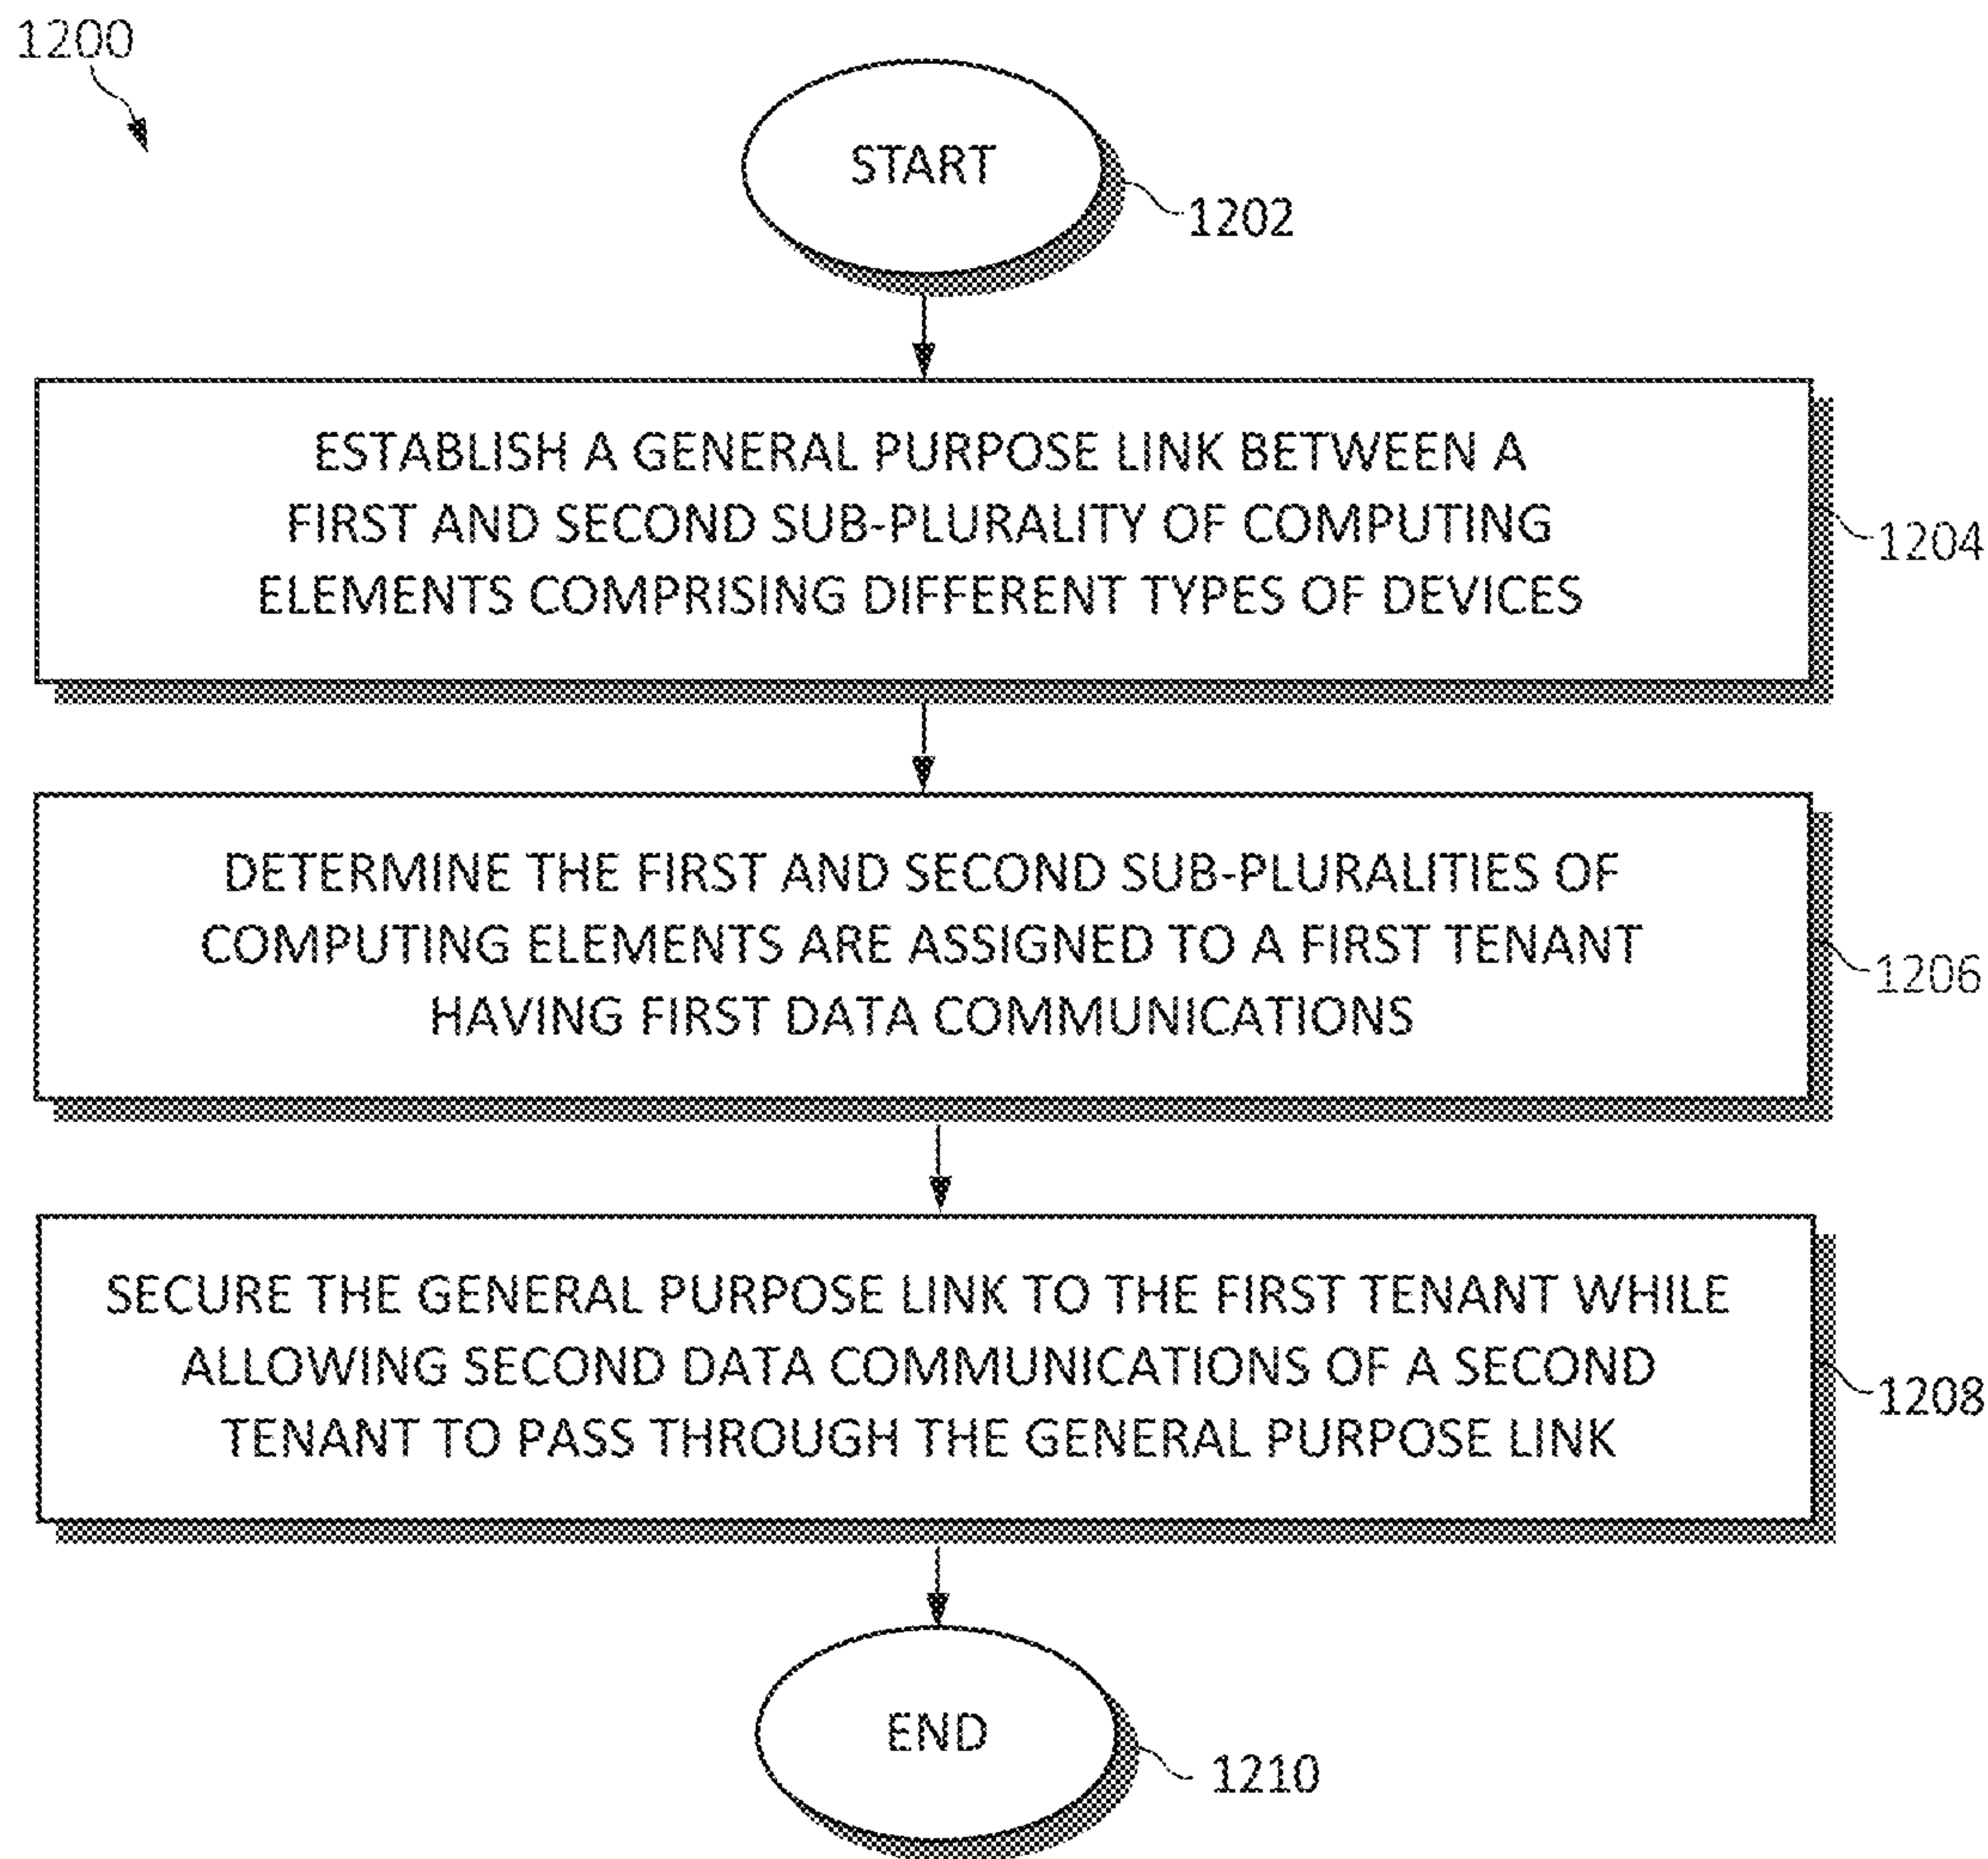 1200
START
1202
ESTABLISH A GENERAL PURPOSE LINK BETWEEN A
FIRST AND SECOND SUB-PLURALITY OF COMPUTING
ELEMENTS COMPRISING DIFFERENT TYPES OF DEVICES
1204
DETERMINE THE FIRST AND SECOND SUB-PLURALITIES OF
COMPUTING ELEMENTS ARE ASSIGNED TO A FIRST TENANT
HAVING FIRST DATA COMMUNICATIONS
1206
SECURE THE GENERAL PURPOSE LINK TO THE FIRST TENANT WHILE
ALLOWING SECOND DATA COMMUNICATIONS OF A SECOND
TENANT TO PASS THROUGH THE GENERAL PURPOSE LINK
1208
END
1210